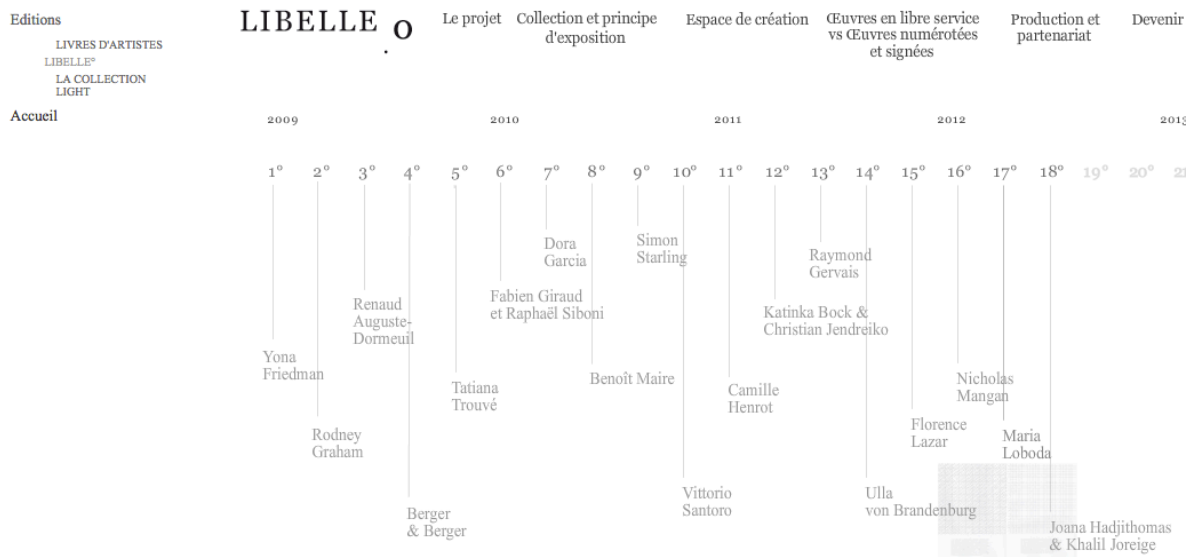 Editions
LIVRES D'ARTISTES
LIBELLE°
LA COLLECTION
LIGHT
Accueil
LIBELLE.O
Le projet
Collection et principe
d'exposition
Espace de création
Œuvres en libre service
vs Œuvres numérotées
et signées
Production et
partenariat
Devenir
2009 2010 2011 2012 2013
1° 2° 3° 4° 5° 6° 7° 8° 9° 10° 11° 12° 13° 14° 15° 16° 17° 18° 19° 20° 21
Yona
Friedman
Rodney
Graham
Renaud
Auguste-
Dormeuil
Berger
& Berger
Tatiana
Trouvé
Fabien Giraud
et Raphaël Siboni
Dora
Garcia
Benoît Maire
Simon
Starling
Vittorio
Santoro
Camille
Henrot
Katinka Bock &
Christian Jendreiko
Raymond
Gervais
Ulla
von Brandenburg
Florence
Lazar
Nicholas
Mangan
Maria
Loboda
Joana Hadjithomas
& Khalil Joreige